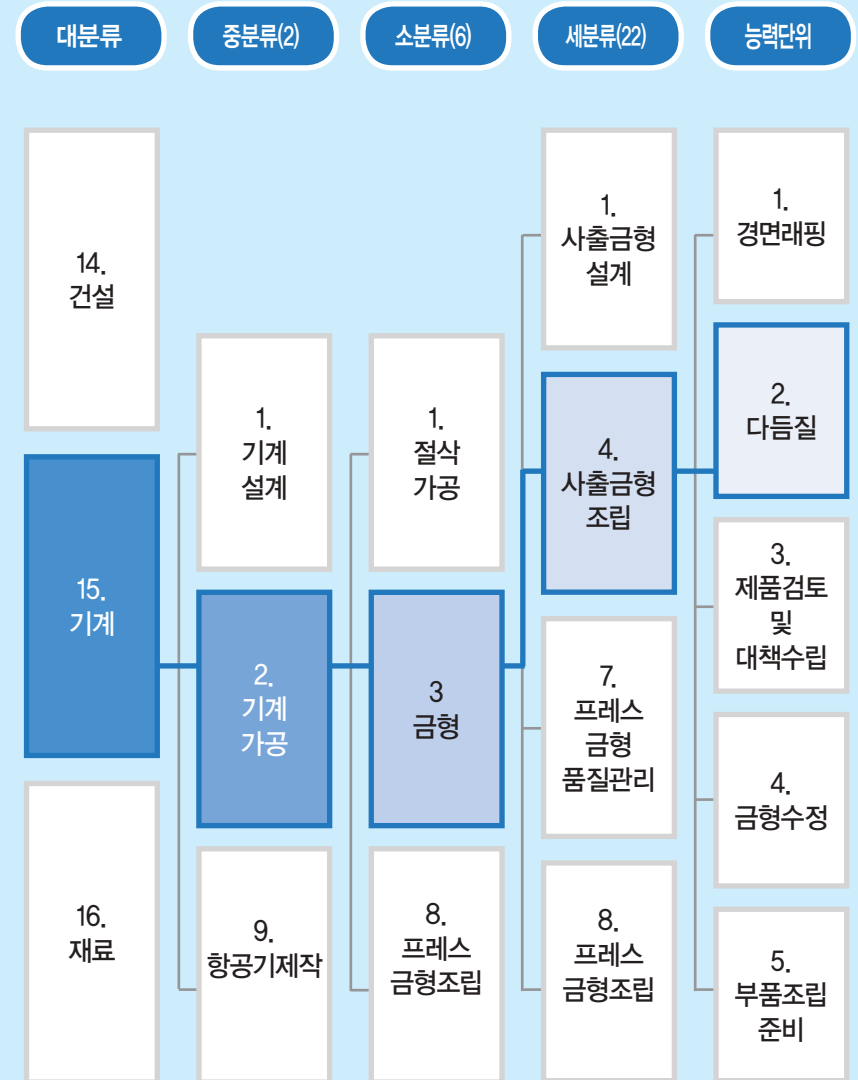 대분류
중분류(2)
소분류(6)
세분류(22)
능력단위
14.
건설
15.
기계
16.
재료
1.
기계
설계
2.
기계
가공
9.
항공기제작
1.
절삭
가공
3
금형
8.
프레스
금형조립
1.
사출금형
설계
4.
사출금형
조립
7.
프레스
금형
품질관리
8.
프레스
금형조립
1.
경면래핑
2.
다듬질
3.
제품검토
및
대책수립
4.
금형수정
5.
부품조립
준비